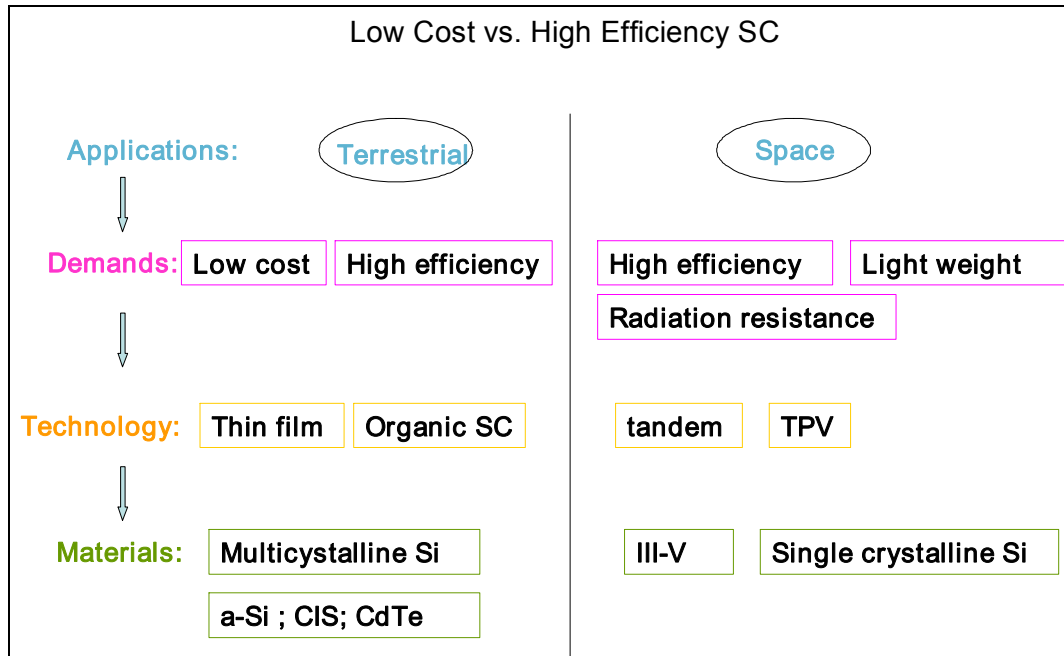 Low Cost vs. High Efficiency SC
Applications: Terrestrial Space
Demands: Low cost High efficiency High efficiency Light weight
Radiation resistance
Technology: Thin film Organic SC tandem TPV
Materials: Multicystalline Si III-V Single crystalline Si
a-Si ; CIS; CdTe